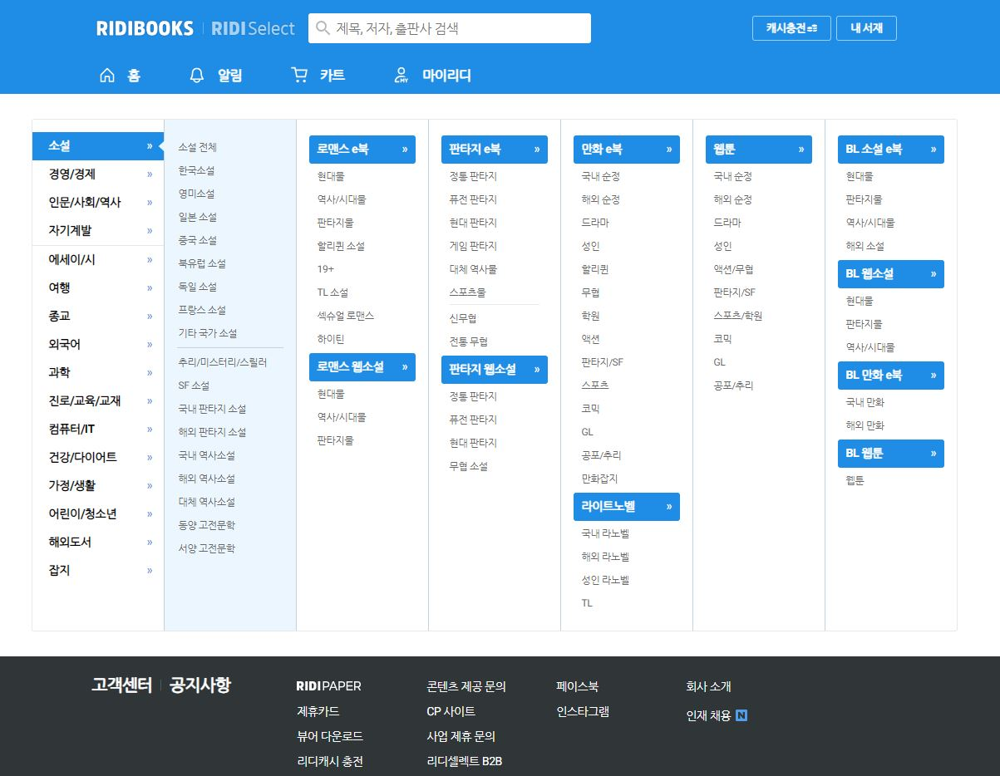 RIDIBOOKS RIDI Select 제목, 저자, 출판사 검색 캐시충전 내 서재
홈 알림 카트 마이리디
소설 »
경영/경제 »
인문/사회/역사 »
자기계발 »
에세이/시 »
여행 »
종교 »
외국어 »
과학 »
진로/교육/교재 »
컴퓨터/IT »
건강/다이어트 »
가정/생활 »
어린이/청소년 »
해외도서 »
잡지 »
소설 전체
한국소설
영미소설
일본 소설
중국 소설
북유럽 소설
독일 소설
프랑스 소설
기타 국가 소설
추리/미스터리/스릴러
SF 소설
국내 판타지 소설
해외 판타지 소설
국내 역사소설
해외 역사소설
대체 역사소설
동양 고전문학
서양 고전문학
로맨스 e북 »
현대물
역사/시대물
판타지물
할리퀸 소설
19+
TL 소설
섹슈얼 로맨스
하이틴
로맨스 웹소설 »
현대물
역사/시대물
판타지물
판타지 e북 »
정통 판타지
퓨전 판타지
현대 판타지
게임 판타지
대체 역사물
스포츠물
신무협
전통 무협
판타지 웹소설 »
정통 판타지
퓨전 판타지
현대 판타지
무협 소설
만화 e북 »
국내 순정
해외 순정
드라마
성인
할리퀸
무협
학원
액션
판타지/SF
스포츠
코믹
GL
공포/추리
만화잡지
라이트노벨 »
국내 라노벨
해외 라노벨
성인 라노벨
TL
웹툰 »
국내 순정
해외 순정
드라마
성인
액션/무협
판타지/SF
스포츠/학원
코믹
GL
공포/추리
BL 소설 e북 »
현대물
판타지물
역사/시대물
해외 소설
BL 웹소설 »
현대물
판타지물
역사/시대물
BL 만화 e북 »
국내 만화
해외 만화
BL 웹툰 »
웹툰
고객센터 공지사항
RIDIPAPER
제휴카드
뷰어 다운로드
리디캐시 충전
콘텐츠 제공 문의
CP 사이트
사업 제휴 문의
리디셀렉트 B2B
페이스북
인스타그램
회사 소개
인재 채용 N